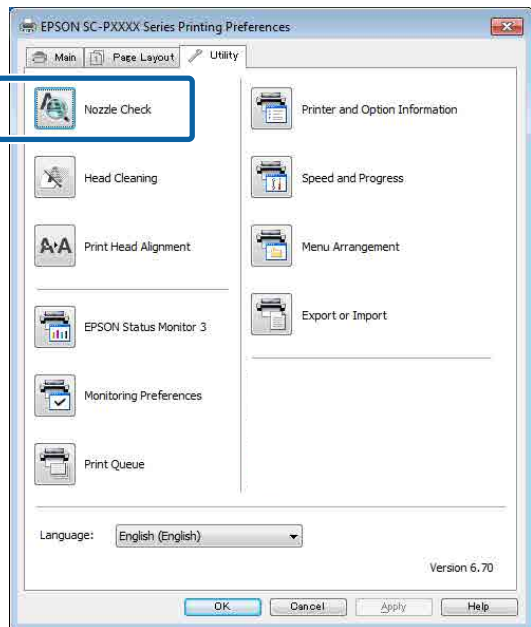 EPSON SC-PXXXX Series Printing Preferences
Main
Page Layout
Utility
Nozzle Check
Printer and Option Information
Head Cleaning
Speed and Progress
Print Head Alignment
Menu Arrangement
EPSON Status Monitor 3
Export or Import
Monitoring Preferences
Print Queue
Language:
English (English)
Version 6.70
OK
Cancel
Apply
Help